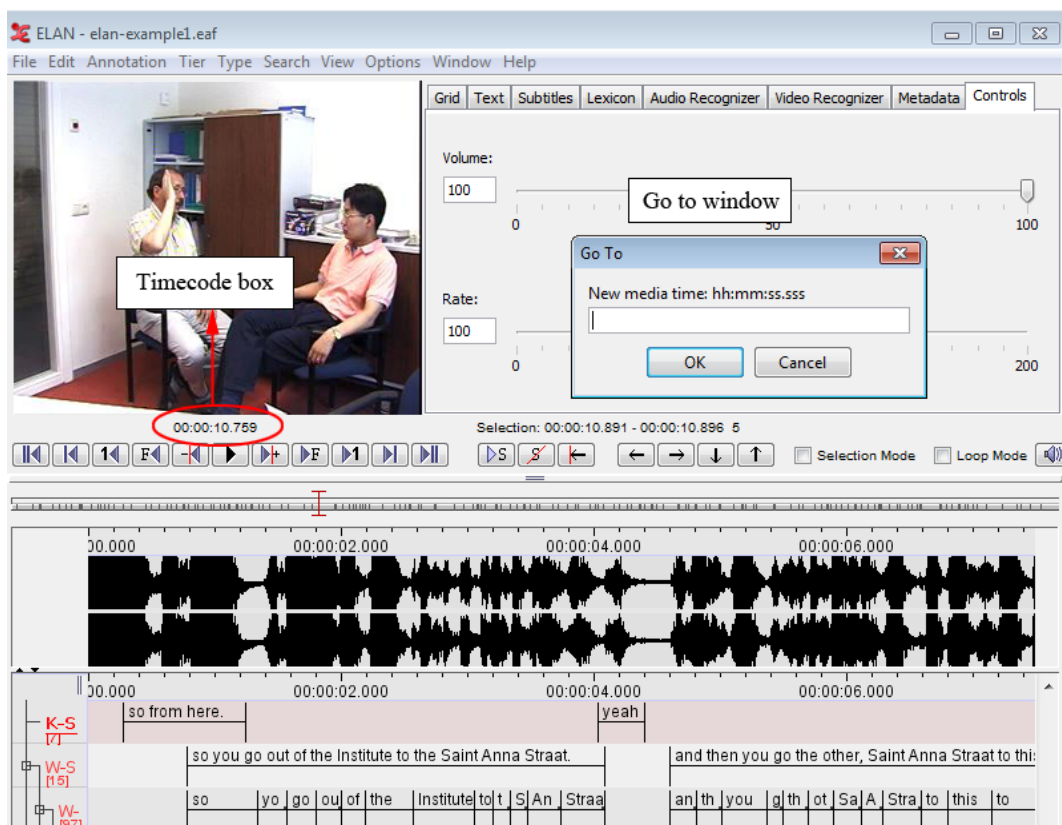 ELAN - elan-example1.eaf
File Edit Annotation Tier Type Search View Options Window Help
Grid Text Subtitles Lexicon Audio Recognizer Video Recognizer Metadata Controls
Volume:
100
Go to window
0 50 100
Go To
Timecode box
New media time: hh:mm:ss.sss
Rate:
100
OK Cancel
0 200
00:00:10.759
Selection: 00:00:10.891 - 00:00:10.896 5
1 F - + F 1 S S Selection Mode Loop Mode
00.000 00:00:02.000 00:00:04.000 00:00:06.000
00.000 00:00:02.000 00:00:04.000 00:00:06.000
so from here. yeah
K-S
[7]
so you go out of the Institute to the Saint Anna Straat. and then you go the other, Saint Anna Straat to this
W-S
[15]
so yo go ou of the Institute to t S An Straa an th you g th ot Sa A Stra to this to
W-
[97]